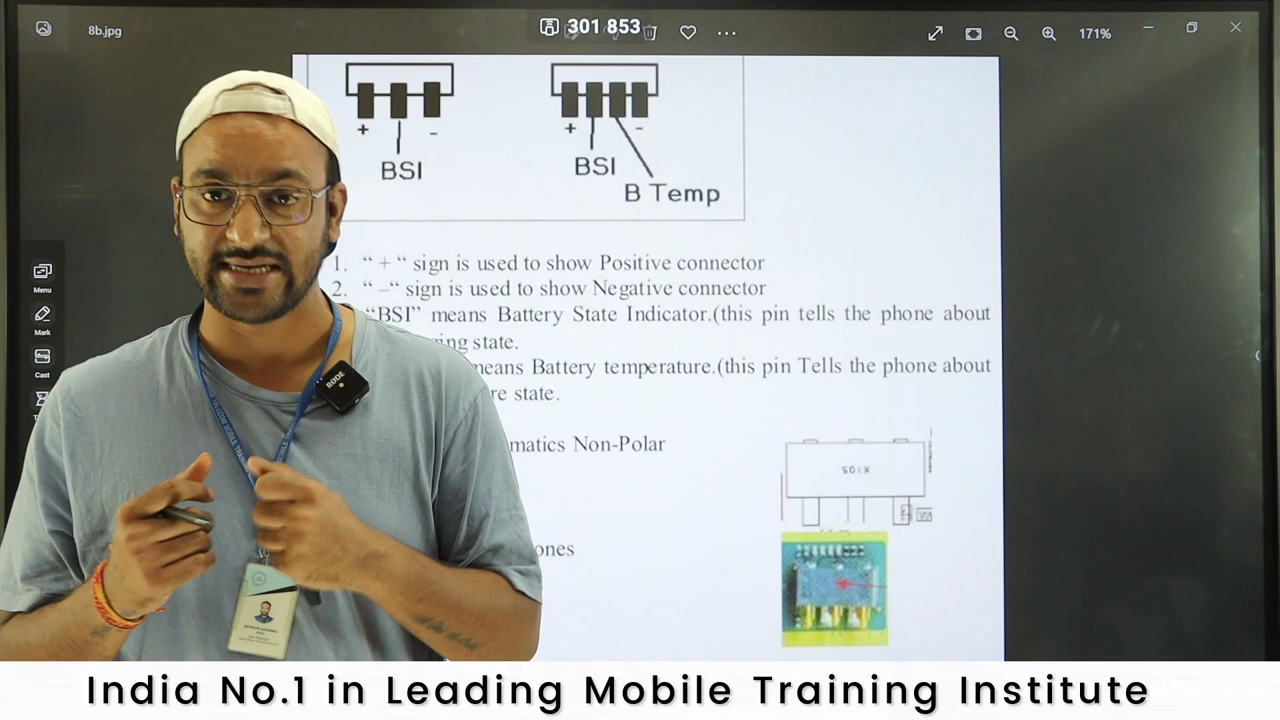 8b.jpg
301 853
171%
+
-
BSI
+
-
BSI
B Temp
1. “ + “ sign is used to show Positive connector
2. “ –“ sign is used to show Negative connector
“BSI” means Battery State Indicator.(this pin tells the phone about
ing state.
means Battery temperature.(this pin Tells the phone about
re state.
matics Non-Polar
X105
ones
Menu
Mark
Cast
RØDE
India No.1 in Leading Mobile Training Institute